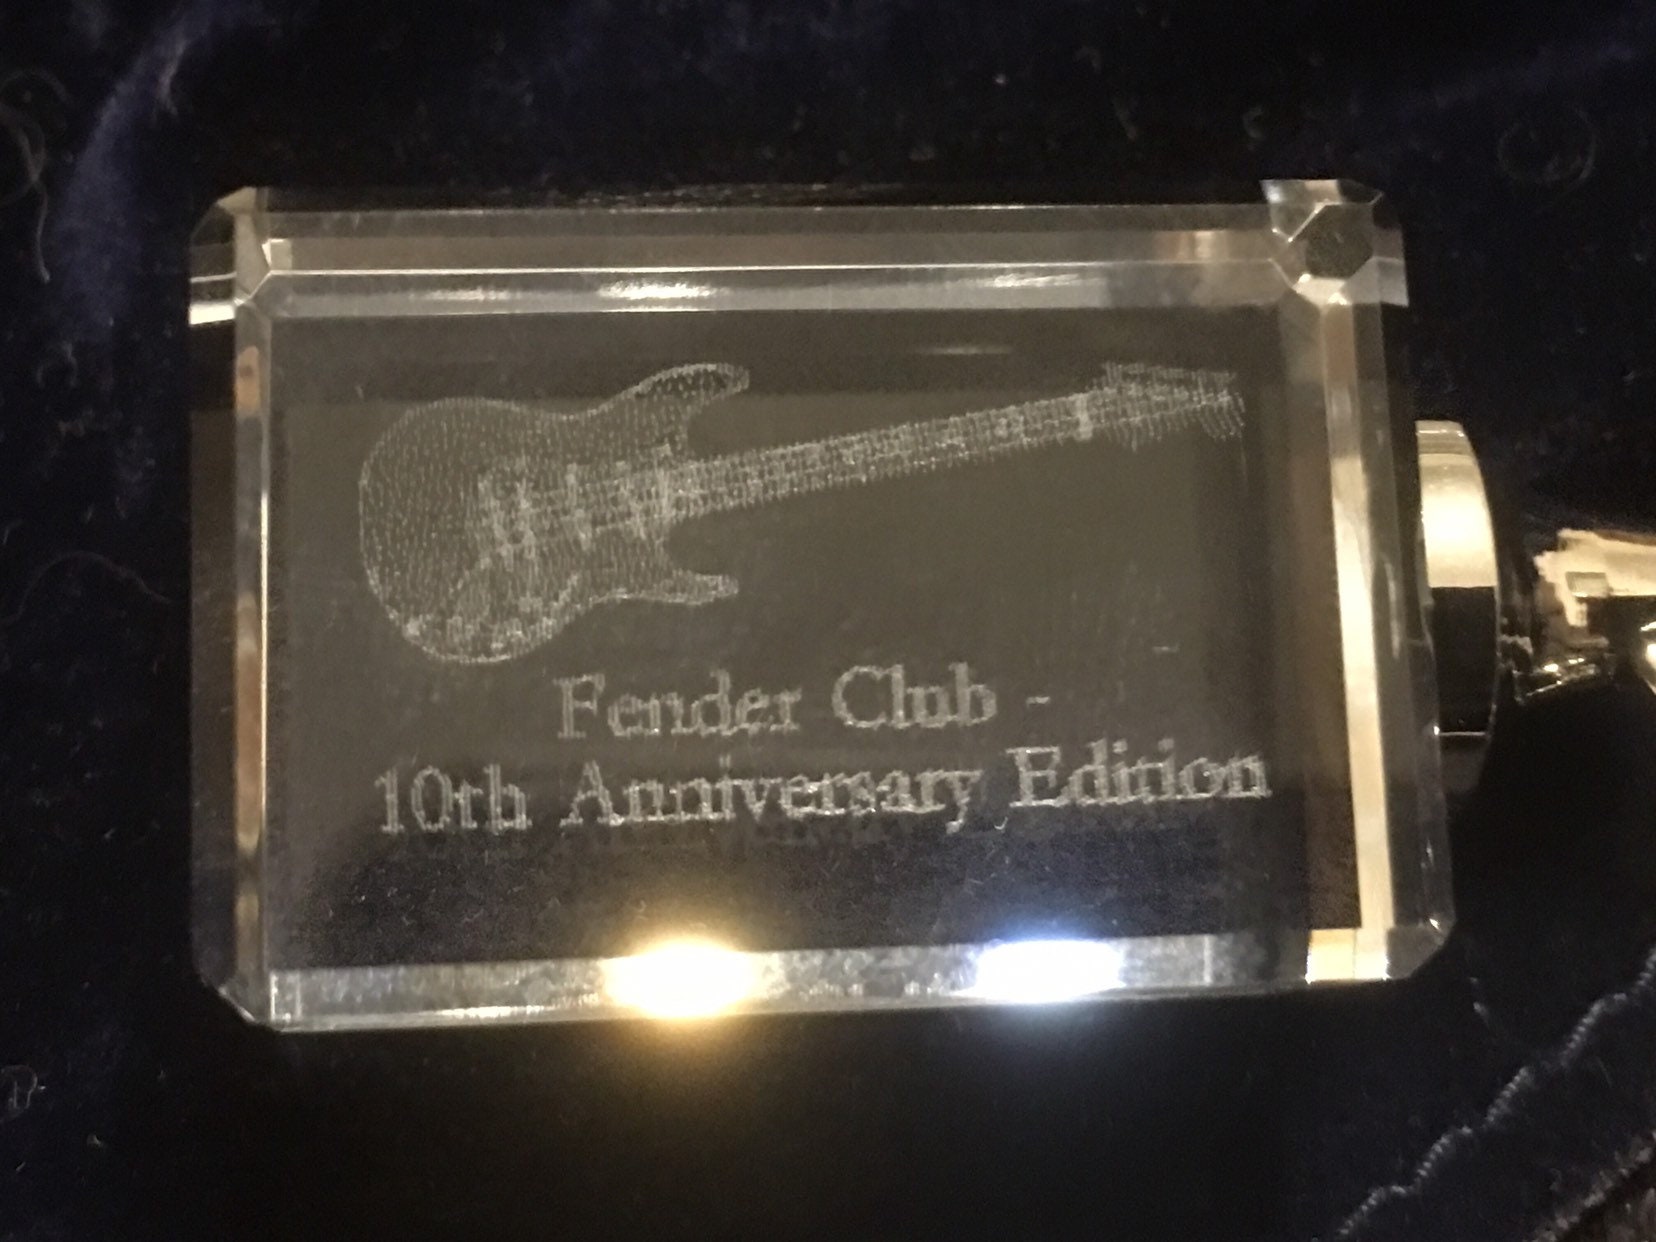 Fender Club -
10th Anniversary Edition